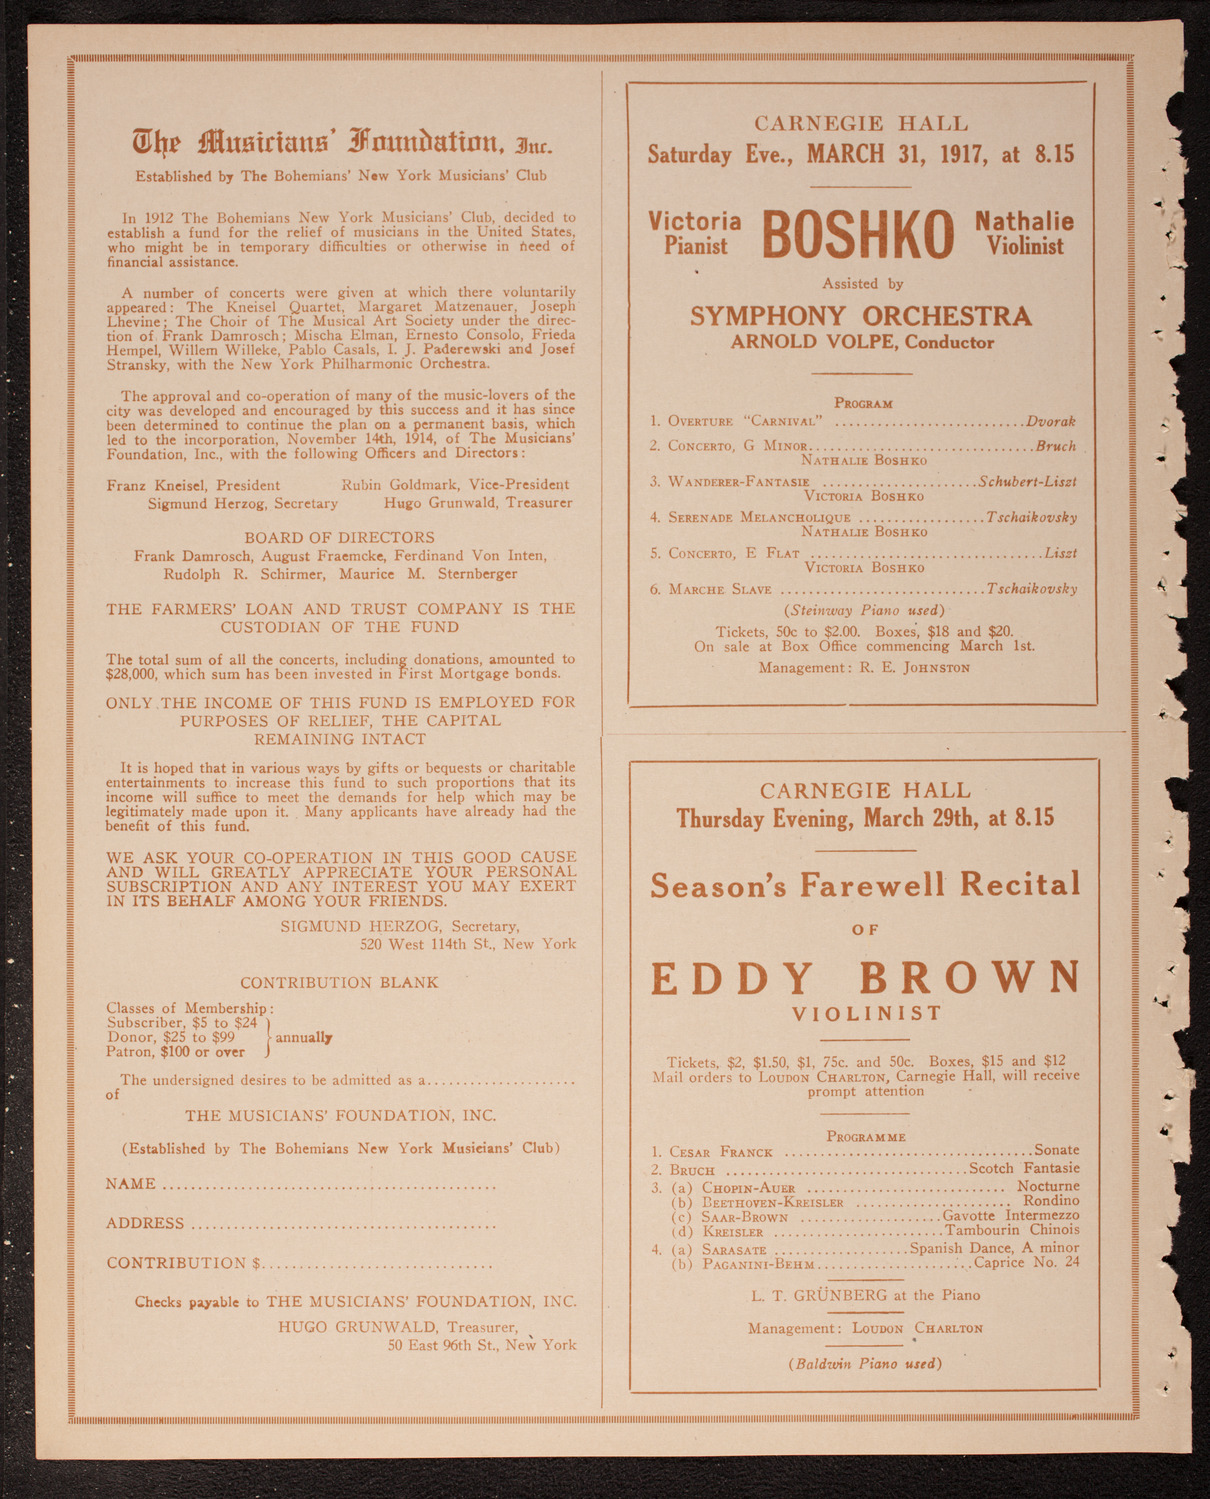 The Musicians' Foundation, Inc.
Established by The Bohemians' New York Musicians' Club
In 1912 The Bohemians New York Musicians' Club, decided to
establish a fund for the relief of musicians in the United States,
who might be in temporary difficulties or otherwise in need of
financial assistance.
A number of concerts were given at which there voluntarily
appeared: The Kneisel Quartet, Margaret Matzenauer, Joseph
Lhevine; The Choir of The Musical Art Society under the direc-
tion of Frank Damrosch; Mischa Elman, Ernesto Consolo, Frieda
Hempel, Willem Willeke, Pablo Casals, I. J. Paderewski and Josef
Stransky, with the New York Philharmonic Orchestra.
The approval and co-operation of many of the music-lovers of the
city was developed and encouraged by this success and it has since
been determined to continue the plan on a permanent basis, which
led to the incorporation, November 14th, 1914, of The Musicians'
Foundation, Inc., with the following Officers and Directors:
Franz Kneisel, President Rubin Goldmark, Vice-President
Sigmund Herzog, Secretary Hugo Grunwald, Treasurer
BOARD OF DIRECTORS
Frank Damrosch, August Fraemcke, Ferdinand Von Inten,
Rudolph R. Schirmer, Maurice M. Sternberger
THE FARMERS' LOAN AND TRUST COMPANY IS THE
CUSTODIAN OF THE FUND
The total sum of all the concerts, including donations, amounted to
$28,000, which sum has been invested in First Mortgage bonds.
ONLY THE INCOME OF THIS FUND IS EMPLOYED FOR
PURPOSES OF RELIEF, THE CAPITAL
REMAINING INTACT
It is hoped that in various ways by gifts or bequests or charitable
entertainments to increase this fund to such proportions that its
income will suffice to meet the demands for help which may be
legitimately made upon it. Many applicants have already had the
benefit of this fund.
WE ASK YOUR CO-OPERATION IN THIS GOOD CAUSE
AND WILL GREATLY APPRECIATE YOUR PERSONAL
SUBSCRIPTION AND ANY INTEREST YOU MAY EXERT
IN ITS BEHALF AMONG YOUR FRIENDS.
SIGMUND HERZOG, Secretary,
520 West 114th St., New York
CONTRIBUTION BLANK
Classes of Membership:
Subscriber, $5 to $24
Donor, $25 to $99 } annually
Patron, $100 or over
The undersigned desires to be admitted as a....................
of
THE MUSICIANS' FOUNDATION, INC.
(Established by The Bohemians New York Musicians' Club)
NAME ..............................................
ADDRESS ..........................................
CONTRIBUTION $...............................
Checks payable to THE MUSICIANS' FOUNDATION, INC.
HUGO GRUNWALD, Treasurer,
50 East 96th St., New York
CARNEGIE HALL
Saturday Eve., MARCH 31, 1917, at 8.15
Victoria BOSHKO Nathalie
Pianist Violinist
Assisted by
SYMPHONY ORCHESTRA
ARNOLD VOLPE, Conductor
PROGRAM
1. OVERTURE "CARNIVAL" ..........................Dvorak
2. CONCERTO, G MINOR...............................Bruch
NATHALIE BOSHKO
3. WANDERER-FANTASIE ......................Schubert-Liszt
VICTORIA BOSHKO
4. SERENADE MELANCHOLIQUE ..................Tschaikovsky
NATHALIE BOSHKO
5. CONCERTO, E FLAT ................................Liszt
VICTORIA BOSHKO
6. MARCHE SLAVE .............................Tschaikovsky
(Steinway Piano used)
Tickets, 50c to $2.00. Boxes, $18 and $20.
On sale at Box Office commencing March 1st.
Management: R. E. JOHNSTON
CARNEGIE HALL
Thursday Evening, March 29th, at 8.15
Season's Farewell Recital
OF
EDDY BROWN
VIOLINIST
Tickets, $2, $1.50, $1, 75c. and 50c. Boxes, $15 and $12
Mail orders to LOUDON CHARLTON, Carnegie Hall, will receive
prompt attention
PROGRAMME
1. CESAR FRANCK ...................................Sonate
2. BRUCH .................................Scotch Fantasie
3. (a) CHOPIN-AUER ........................... Nocturne
(b) BEETHOVEN-KREISLER ..................... Rondino
(c) SAAR-BROWN ...................Gavotte Intermezzo
(d) KREISLER .......................Tambourin Chinois
4. (a) SARASATE ..................Spanish Dance, A minor
(b) PAGANINI-BEHM.....................Caprice No. 24
L. T. GRÜNBERG at the Piano
Management: LOUDON CHARLTON
(Baldwin Piano used)